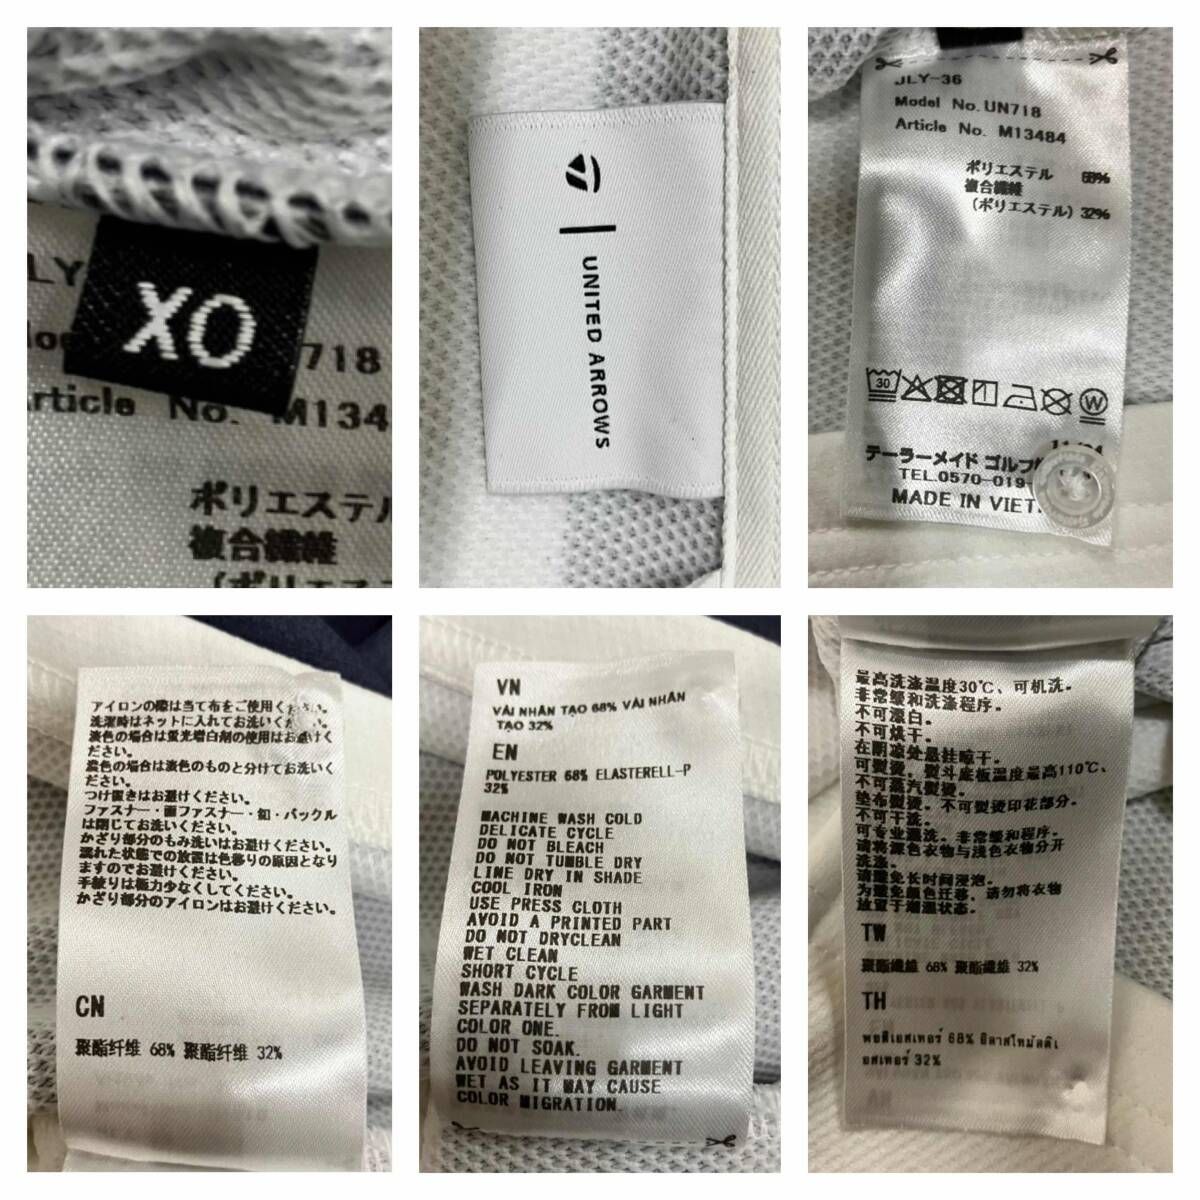 XO
JLY
718
Article No. M1348
ポリエステル
複合繊維
(ポリエステ
UNITED ARROWS
JLY-36
Model No.UN718
Article No. M13484
ポリエステル 68%
複合繊維
(ポリエステル) 32%
30
W
テーラーメイド ゴルフ
TEL.0570-019-
MADE IN VIET
アイロンの際は当て布をご使用ください。
洗濯時はネットに入れてお洗いください。
淡色の場合は蛍光増白剤の使用はお避けく
ださい。
濃色の場合は淡色のものと分けてお洗いく
ださい。
つけ置きはお避けください。
ファスナー・面ファスナー・釦・バックル
は閉じてお洗いください。
かざり部分のもみ洗いはお避けください。
濡れた状態での放置は色移りの原因となり
ますのでお避けください。
手絞りは極力少なくしてください。
かざり部分のアイロンはお避けください。
CN
聚酯纤维 68% 聚酯纤维 32%
VN
VẢI NHÂN TẠO 68% VẢI NHÂN
TẠO 32%
EN
POLYESTER 68% ELASTERELL-P
32%
MACHINE WASH COLD
DELICATE CYCLE
DO NOT BLEACH
DO NOT TUMBLE DRY
LINE DRY IN SHADE
COOL IRON
USE PRESS CLOTH
AVOID A PRINTED PART
DO NOT DRYCLEAN
WET CLEAN
SHORT CYCLE
WASH DARK COLOR GARMENT
SEPARATELY FROM LIGHT
COLOR ONE.
DO NOT SOAK.
AVOID LEAVING GARMENT
WET AS IT MAY CAUSE
COLOR MIGRATION.
最高洗涤温度30℃、可机洗。
非常缓和洗涤程序。
不可漂白。
不可烘干。
在阴凉处悬挂晾干。
可熨烫，熨斗底板温度最高110℃、
不可蒸汽熨烫。
垫布熨烫。不可熨烫印花部分。
不可干洗。
可专业湿洗。非常缓和程序。
请将深色衣物与浅色衣物分开
洗涤。
请避免长时间浸泡。
为避免颜色迁移，请勿将衣物
放置于潮湿状态。
TW
聚酯纖維 68% 聚酯纖維 32%
TH
พอลิเอสเทอร์ 68% อิลาสโทมัลติเ
ยสเทอร์ 32%